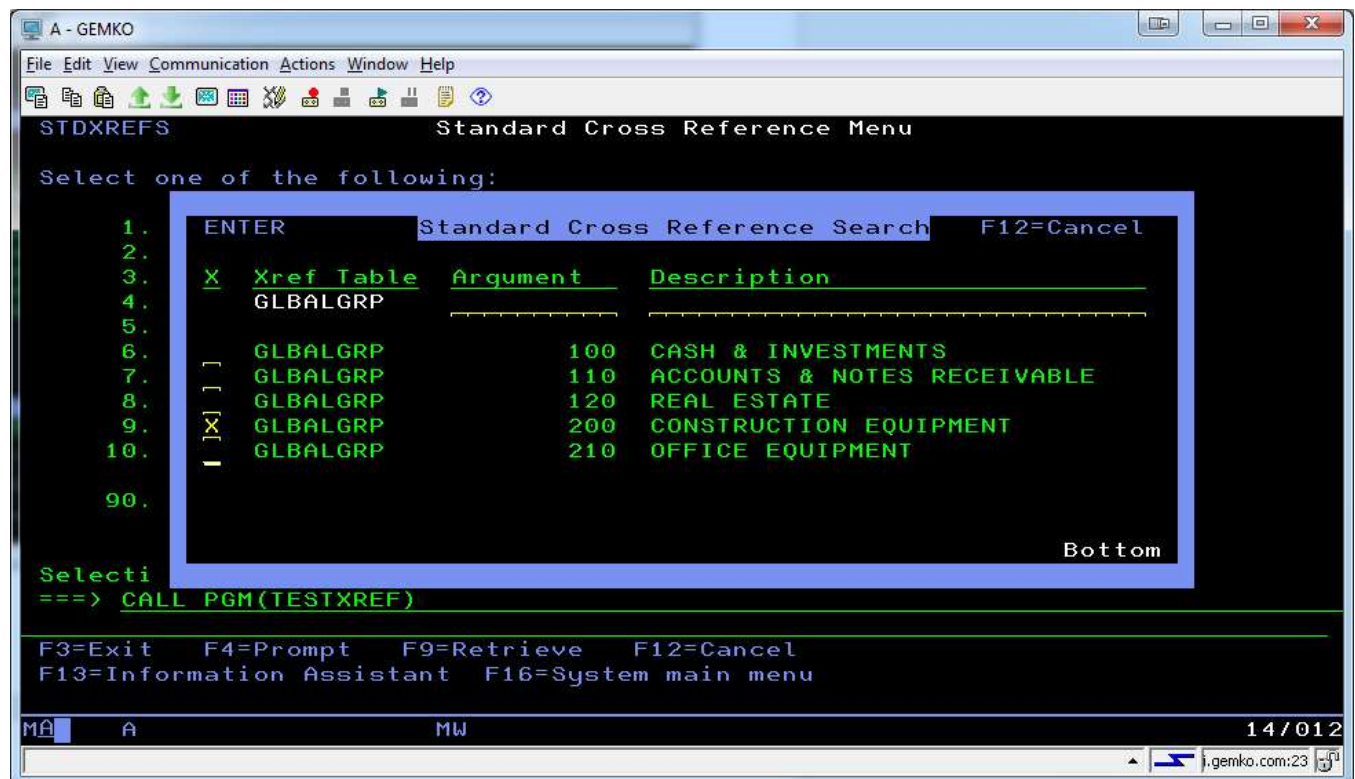 A - GEMKO
File Edit View Communication Actions Window Help
STDXREFS Standard Cross Reference Menu
Select one of the following:
1. ENTER Standard Cross Reference Search F12=Cancel
2.
3. X Xref Table Argument Description
4. GLBALGRP
5.
6. GLBALGRP 100 CASH & INVESTMENTS
7. GLBALGRP 110 ACCOUNTS & NOTES RECEIVABLE
8. GLBALGRP 120 REAL ESTATE
9. X GLBALGRP 200 CONSTRUCTION EQUIPMENT
10. GLBALGRP 210 OFFICE EQUIPMENT
90.
Bottom
Selecti
===> CALL PGM(TESTXREF)
F3=Exit F4=Prompt F9=Retrieve F12=Cancel
F13=Information Assistant F16=System main menu
MA A MW 14/012
i.gemko.com:23